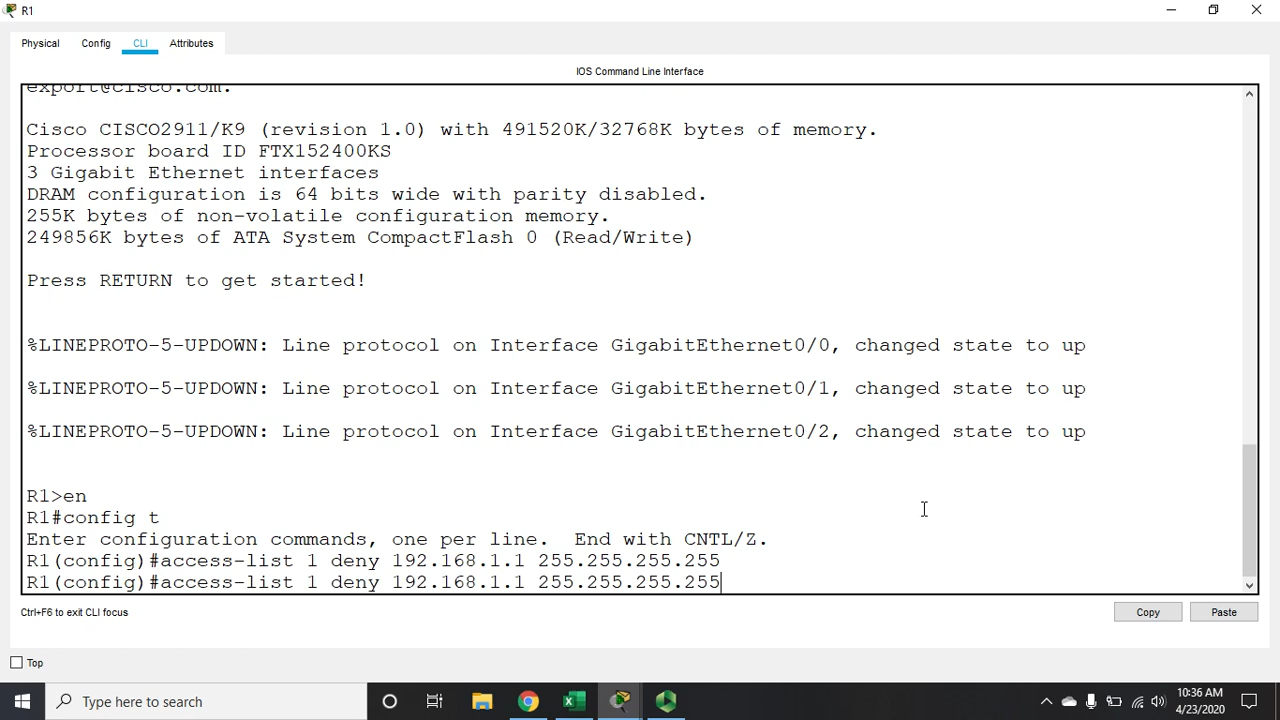 R1
Physical Config CLI Attributes
IOS Command Line Interface
export@cisco.com.
Cisco CISCO2911/K9 (revision 1.0) with 491520K/32768K bytes of memory.
Processor board ID FTX152400KS
3 Gigabit Ethernet interfaces
DRAM configuration is 64 bits wide with parity disabled.
255K bytes of non-volatile configuration memory.
249856K bytes of ATA System CompactFlash 0 (Read/Write)
Press RETURN to get started!
%LINEPROTO-5-UPDOWN: Line protocol on Interface GigabitEthernet0/0, changed state to up
%LINEPROTO-5-UPDOWN: Line protocol on Interface GigabitEthernet0/1, changed state to up
%LINEPROTO-5-UPDOWN: Line protocol on Interface GigabitEthernet0/2, changed state to up
R1>en
R1#config t
Enter configuration commands, one per line. End with CNTL/Z.
R1(config)#access-list 1 deny 192.168.1.1 255.255.255.255
R1(config)#access-list 1 deny 192.168.1.1 255.255.255.255
Ctrl+F6 to exit CLI focus
Copy Paste
Top
Type here to search
10:36 AM
4/23/2020